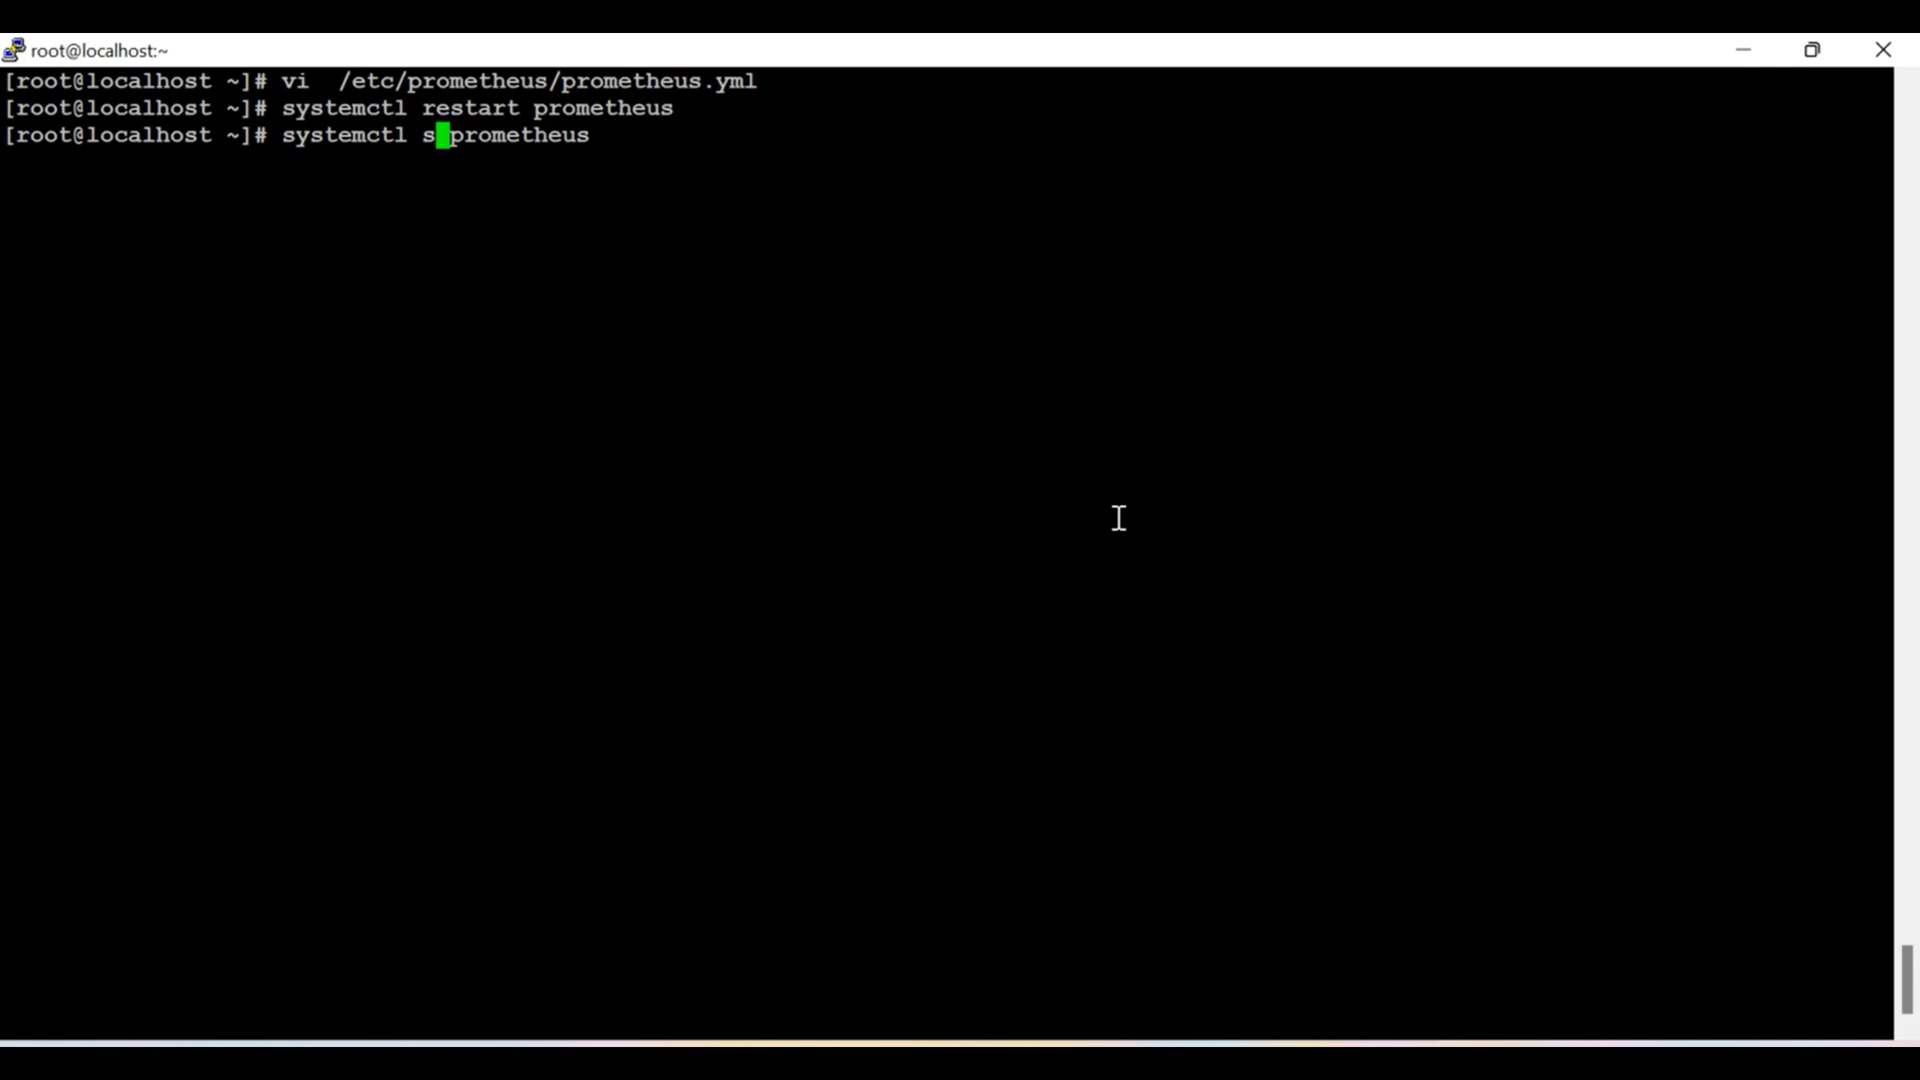 root@localhost:~
[root@localhost ~]# vi  /etc/prometheus/prometheus.yml
[root@localhost ~]# systemctl restart prometheus
[root@localhost ~]# systemctl s prometheus